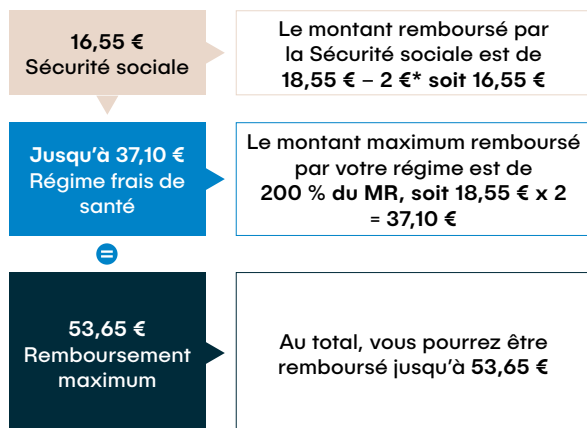 16,55 €
Sécurité sociale
Le montant remboursé par
la Sécurité sociale est de
18,55 € – 2 €* soit 16,55 €
Jusqu'à 37,10 €
Régime frais de
santé
Le montant maximum remboursé
par votre régime est de
200 % du MR, soit 18,55 € x 2
= 37,10 €
=
53,65 €
Remboursement
maximum
Au total, vous pourrez être
remboursé jusqu'à 53,65 €